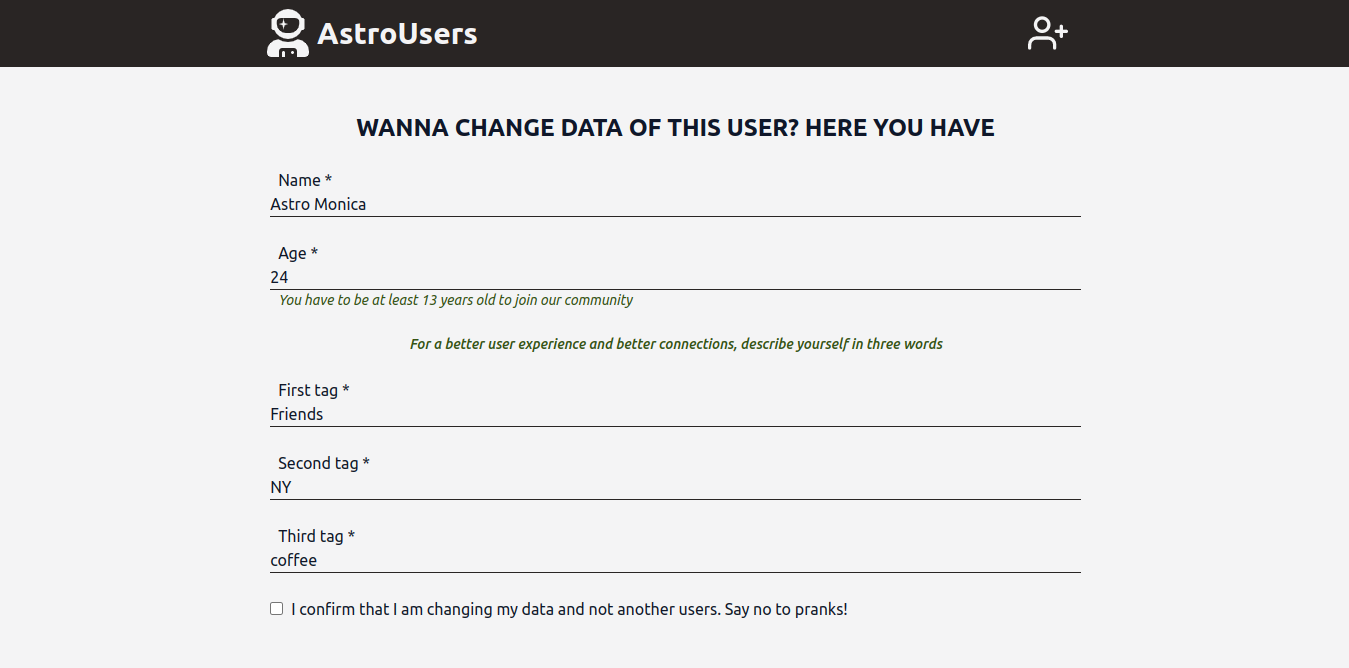 AstroUsers
WANNA CHANGE DATA OF THIS USER? HERE YOU HAVE
Name *
Astro Monica
Age *
24
You have to be at least 13 years old to join our community
For a better user experience and better connections, describe yourself in three words
First tag *
Friends
Second tag *
NY
Third tag *
coffee
I confirm that I am changing my data and not another users. Say no to pranks!